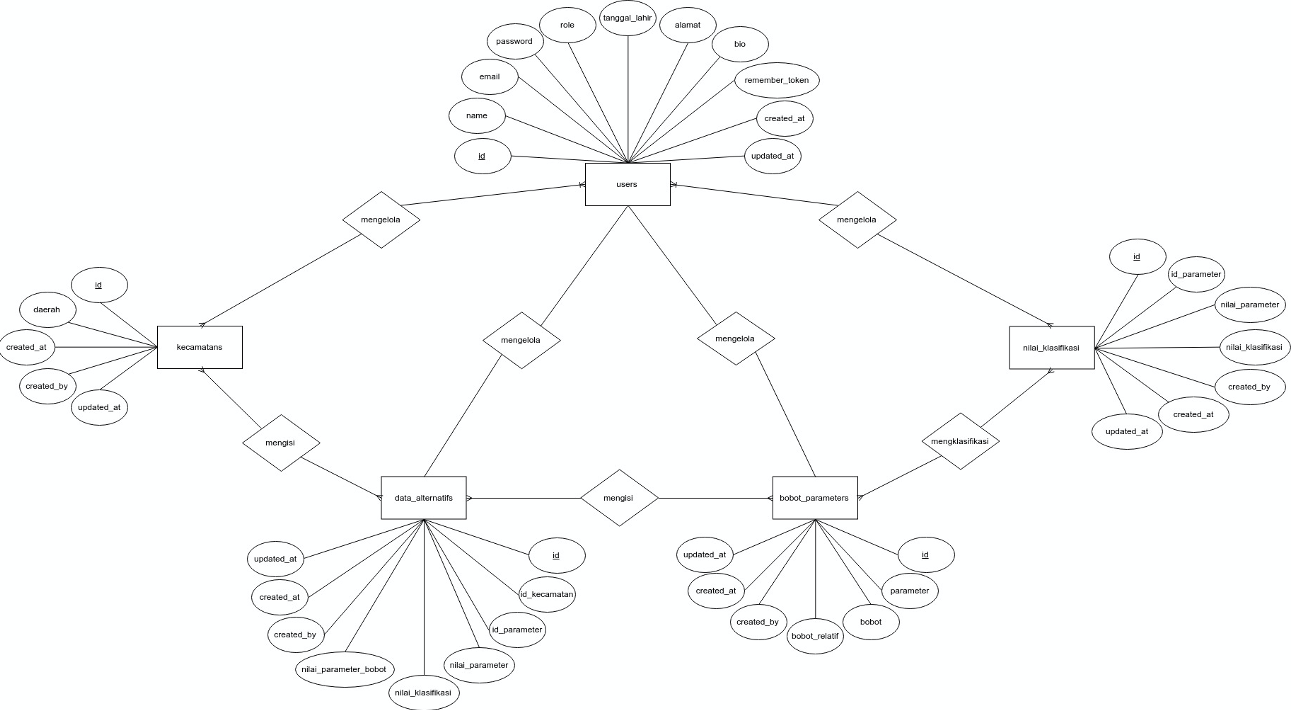 tanggal_lahir
role
alamat
password
bio
email
remember_token
name
created_at
id
updated_at
users
mengelola
mengelola
id
id_parameter
nilai_parameter
nilai_klasifikasi
created_by
created_at
updated_at
nilai_klasifikasi
id
daerah
created_at
created_by
updated_at
kecamatans
mengelola
mengelola
mengisi
mengklasifikasi
data_alternatifs
mengisi
bobot_parameters
updated_at
created_at
created_by
nilai_parameter_bobot
nilai_klasifikasi
nilai_parameter
id_parameter
id_kecamatan
id
updated_at
created_at
created_by
bobot_relatif
bobot
parameter
id